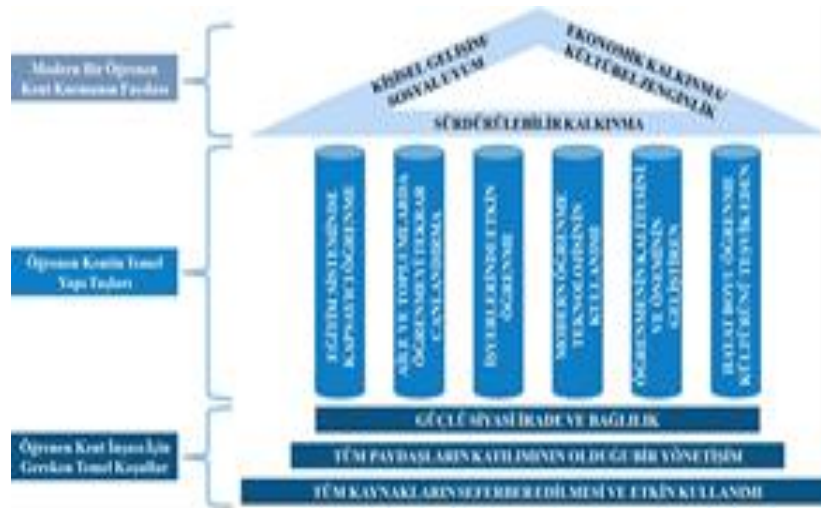 Modern Bir Öğrenen
Kent Kurmanın Faydası
KİŞİSEL GELİŞİM/
SOSYAL UYUM
EKONOMİK KALKINMA/
KÜLTÜREL ZENGİNLİK
SÜRDÜRÜLEBİLİR KALKINMA
Öğrenen Kentin Temel
Yapı Taşları
EĞİTİM SİSTEMİNDE
KAPSAYICI ÖĞRENME
AİLE VE TOPLUMLARDA
ÖĞRENMEYİ TEKRAR
CANLANDIRMA
İŞYERLERİNDE ETKİN
ÖĞRENME
MODERN ÖĞRENME
TEKNOLOJİSİNİN
KULLANIMI
ÖĞRENMENİN KALİTESİNİ
VE ÖNEMİNİN
GELİŞTİREN
HAYAT BOYU ÖĞRENME
KÜLTÜRÜNÜ TEŞVİK EDEN
Öğrenen Kent İnşası İçin
Gereken Temel Koşullar
GÜÇLÜ SİYASİ İRADE VE BAĞLILIK
TÜM PAYDAŞLARIN KATILIMININ OLDUĞU BİR YÖNETİŞİM
TÜM KAYNAKLARIN SEFERBER EDİLMESİ VE ETKİN KULLANIMI